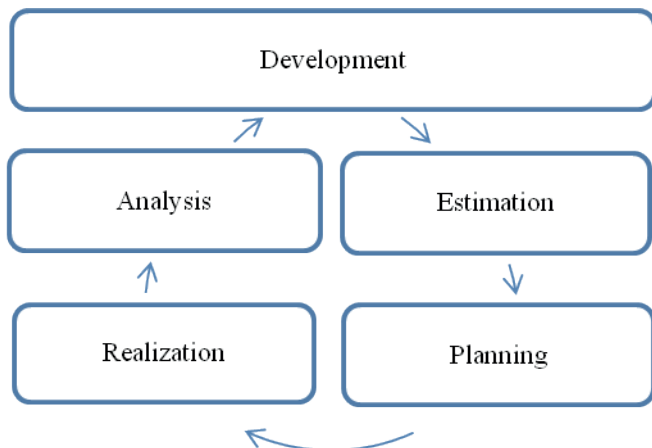 Development
Analysis
Estimation
Realization
Planning